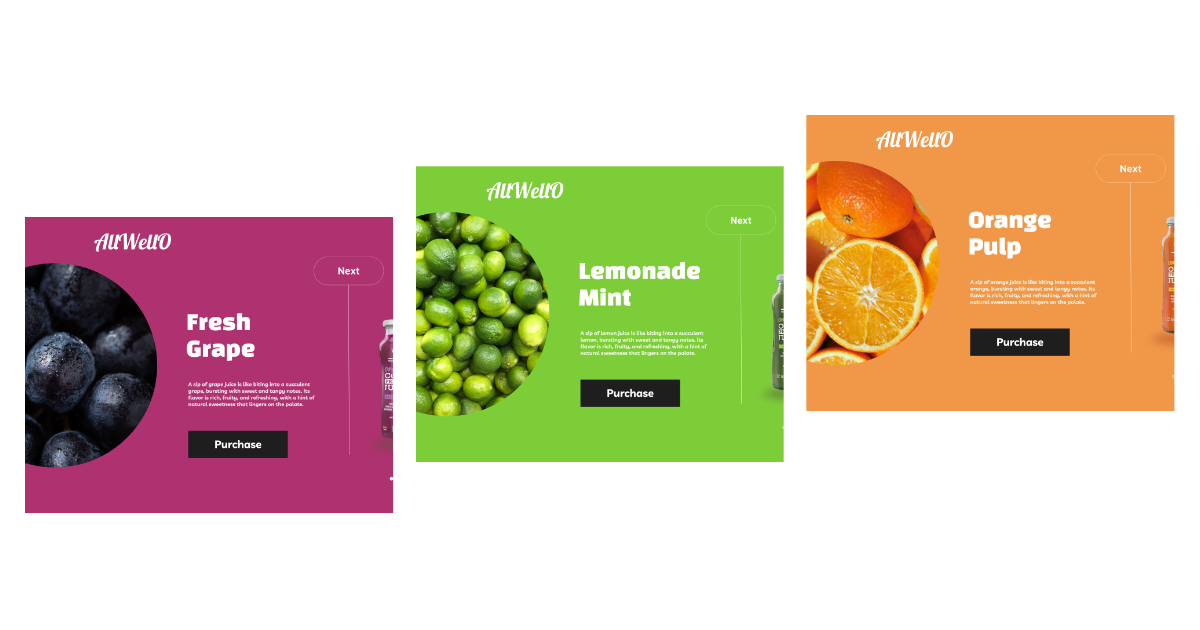 AllWellO
Next
Fresh
Grape
A sip of grape juice is like biting into a succulent
grape, bursting with sweet and tangy notes. Its
flavor is rich, fruity, and refreshing, with a hint of
natural sweetness that lingers on the palate.
Purchase
AllWellO
Next
Lemonade
Mint
A sip of lemon juice is like biting into a succulent
lemon, bursting with sweet and tangy notes. Its
flavor is rich, fruity, and refreshing, with a hint of
natural sweetness that lingers on the palate.
Purchase
AllWellO
Next
Orange
Pulp
A sip of orange juice is like biting into a succulent
orange, bursting with sweet and tangy notes. Its
flavor is rich, fruity, and refreshing, with a hint of
natural sweetness that lingers on the palate.
Purchase